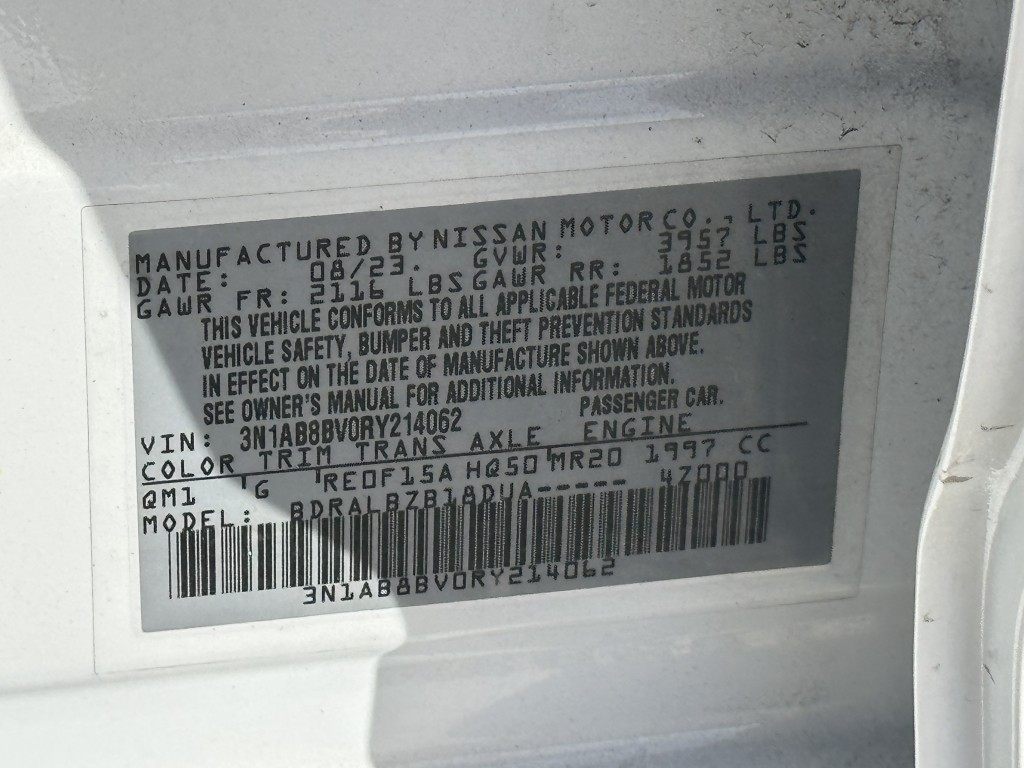 MANUFACTURED BY NISSAN MOTOR CO., LTD.
DATE: 08/23. GVWR: 3957 LBS
GAWR FR: 2116 LBS GAWR RR: 1852 LBS
THIS VEHICLE CONFORMS TO ALL APPLICABLE FEDERAL MOTOR
VEHICLE SAFETY, BUMPER AND THEFT PREVENTION STANDARDS
IN EFFECT ON THE DATE OF MANUFACTURE SHOWN ABOVE.
SEE OWNER'S MANUAL FOR ADDITIONAL INFORMATION.
VIN: 3N1AB8BV0RY214062 PASSENGER CAR.
COLOR TRIM TRANS AXLE ENGINE
QM1 G RE0F15A HQ50 MR20 1997 CC
MODEL: BDRALBZB18DUA----- 4Z000
3N1AB8BV0RY214062